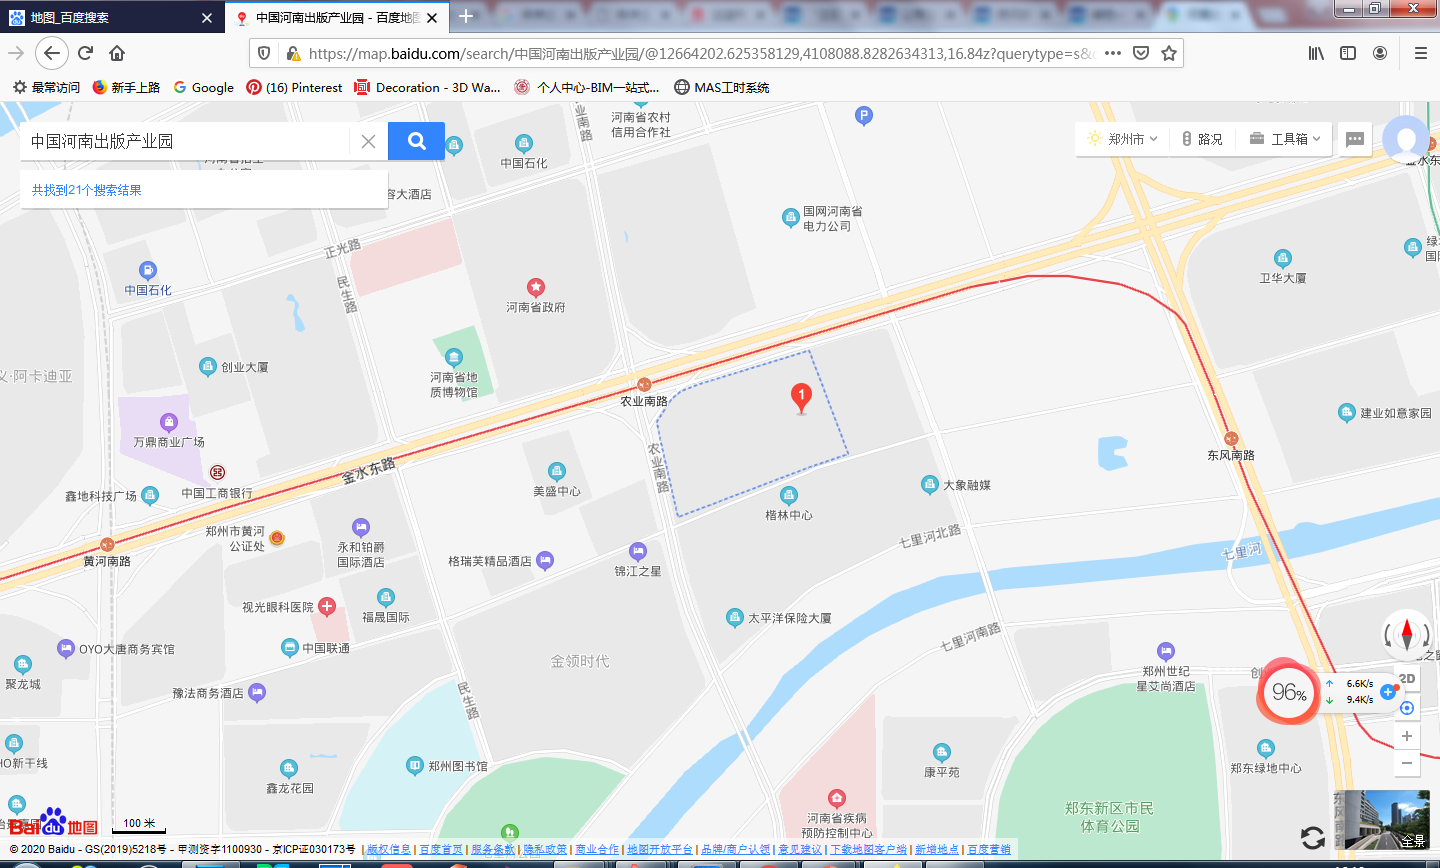 地图_百度搜索
中国河南出版产业园 - 百度地图
https://map.baidu.com/search/中国河南出版产业园/@12664202.625358129,4108088.8282634313,16.84z?querytype=s&
常用访问
新手上路
Google
(16) Pinterest
Decoration - 3D Wa...
个人中心-BIM一站式...
MAS工时系统
中国河南出版产业园
共找到21个搜索结果
郑州市
路况
工具箱
河南省农村
信用合作社
中国石化
容大酒店
农业南路
P
金水东
国网河南省
电力公司
正光路
民生路
中国石化
河南省政府
卫华大厦
绿
国
创业大厦
义·阿卡迪亚
河南省地
质博物馆
农业南路
1
万鼎商业广场
建业如意家园
东风南路
金水东路
农业南路
鑫地科技广场
中国工商银行
美盛中心
大象融媒
楷林中心
郑州市黄河
公证处
黄河南路
永和铂爵
国际酒店
格瑞芙精品酒店
锦江之星
七里河北路
七里河
视光眼科医院
福晟国际
太平洋保险大厦
七里河南路
OYO大唐商务宾馆
中国联通
金领时代
聚龙城
豫法商务酒店
民生路
郑州世纪
星艾尚酒店
96%
6.6K/s
9.4K/s
2D
HO新干线
郑州图书馆
鑫龙花园
康平苑
郑东绿地中心
河南省疾病
预防控制中心
郑东新区市民
体育公园
Bai du 地图
100 米
全景
© 2020 Baidu - GS(2019)5218号 - 甲测资字1100930 - 京ICP证030173号 | 版权信息 | 百度首页 | 服务条款 | 隐私政策 | 商业合作 | 地图开放平台 | 品牌/商户认领 | 意见建议 | 下载地图客户端 | 新增地点 | 百度营销